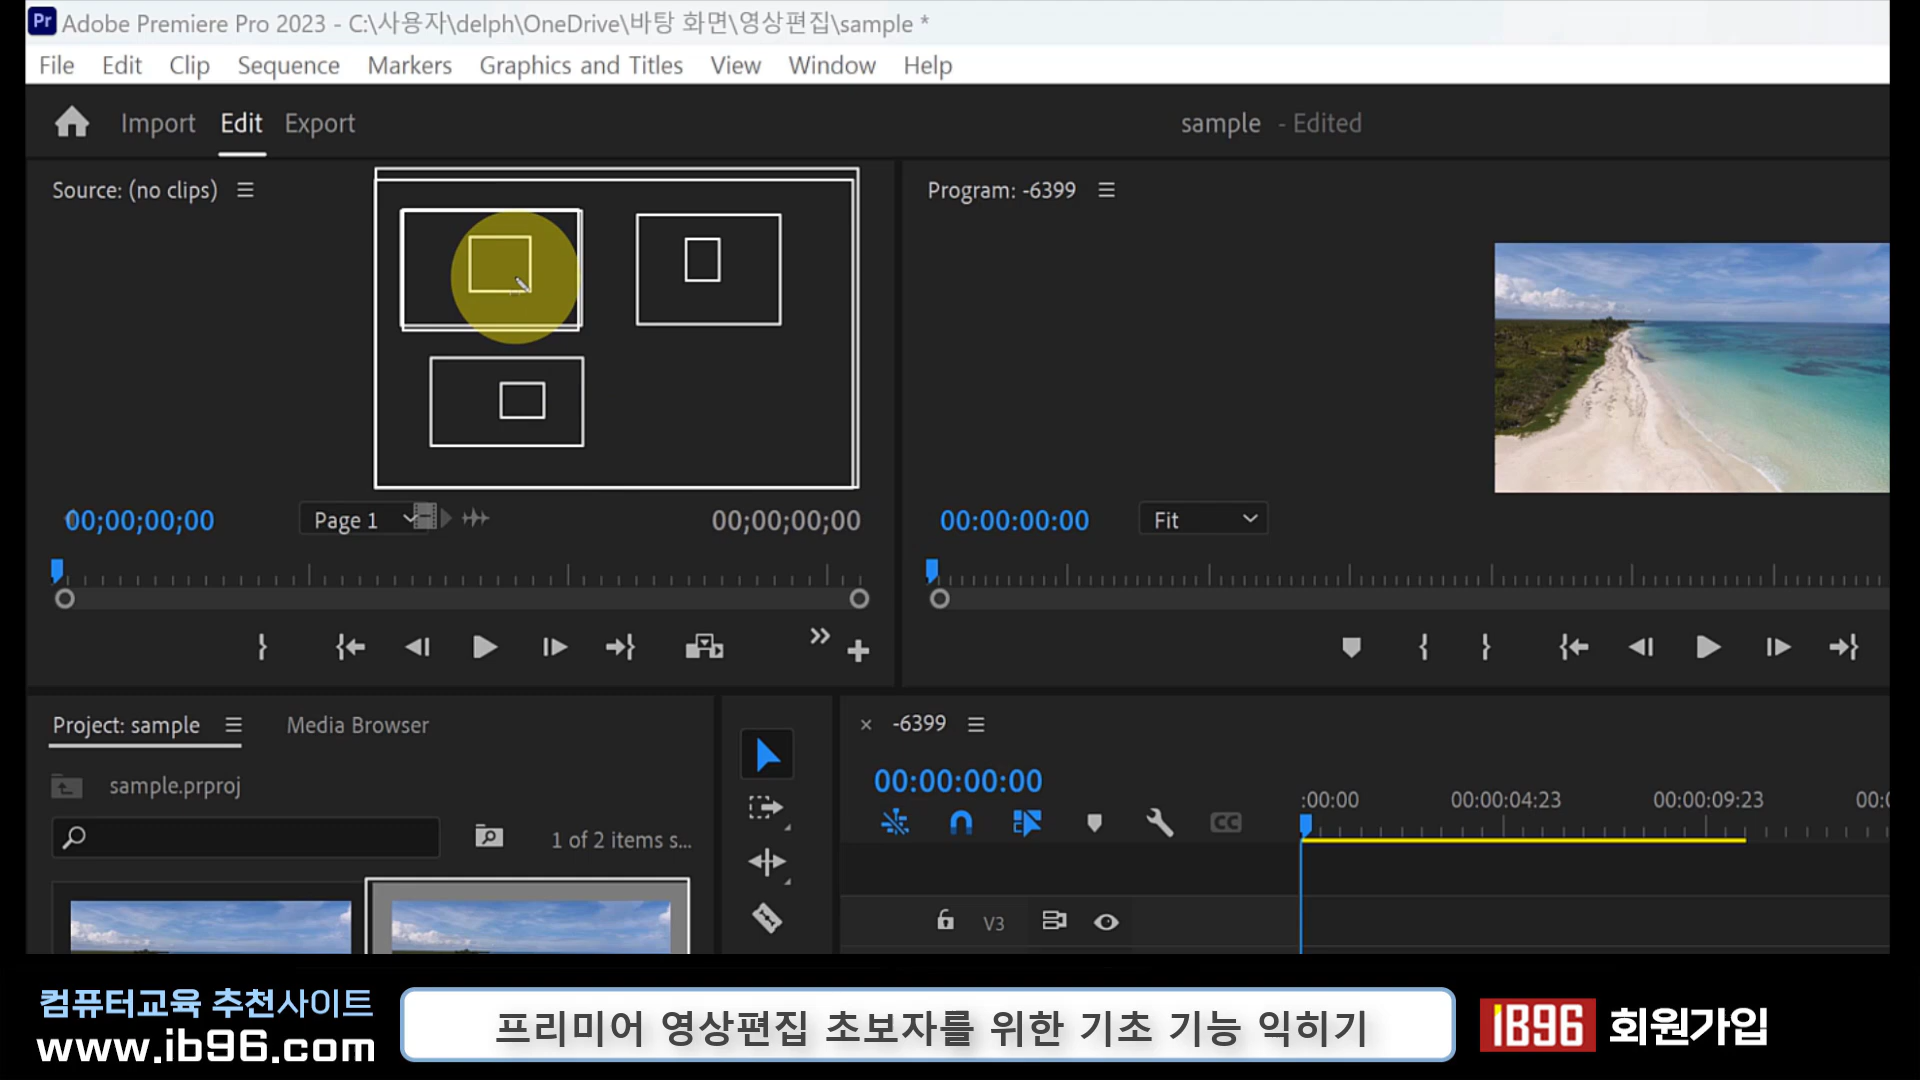 Pr Adobe Premiere Pro 2023 - C:\사용자\delph\OneDrive\바탕 화면\영상편집\sample *
File Edit Clip Sequence Markers Graphics and Titles View Window Help
Import Edit Export
sample - Edited
Source: (no clips)
Program: -6399
00;00;00;00
Page 1
00;00;00;00
00:00:00:00
Fit
Project: sample
Media Browser
sample.prproj
1 of 2 items s...
× -6399
00:00:00:00
:00:00
00:00:04:23
00:00:09:23
CC
V3
컴퓨터교육 추천사이트
www.ib96.com
프리미어 영상편집 초보자를 위한 기초 기능 익히기
IB96 회원가입